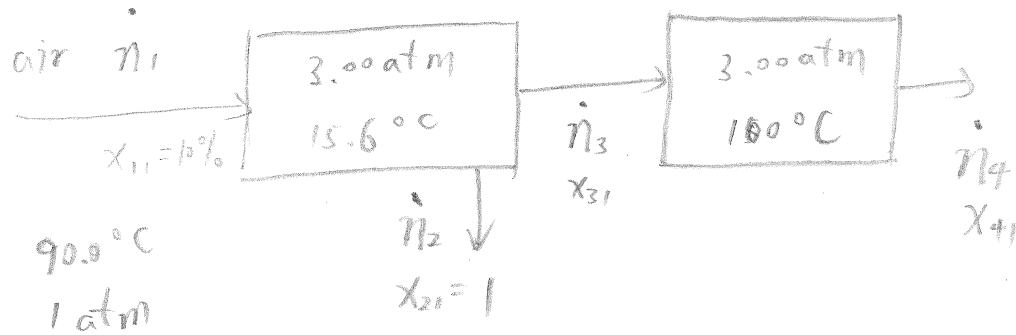 air ṅ₁
x₁₁ = 10%
90.0°C
1 atm
3.00 atm
15.6°C
ṅ₂
x₂₁ = 1
ṅ₃
x₃₁
3.00 atm
100°C
ṅ₄
x₄₁